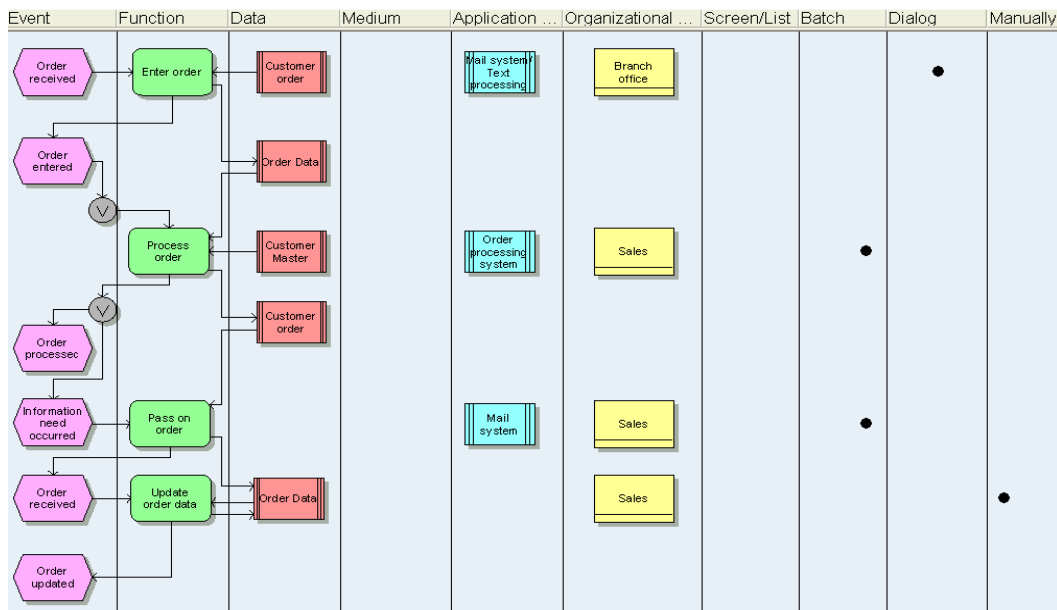 Event Function Data Medium Application ... Organizational ... Screen/List Batch Dialog Manually
Order
received
Enter order
Customer
order
Mail system/
Text
processing
Branch
office
Order
entered
Order Data
V
Process
order
Customer
Master
Order
processing
system
Sales
V
Customer
order
Order
processec
Information
need
occurred
Pass on
order
Mail
system
Sales
Order
received
Update
order data
Order Data
Sales
Order
updated